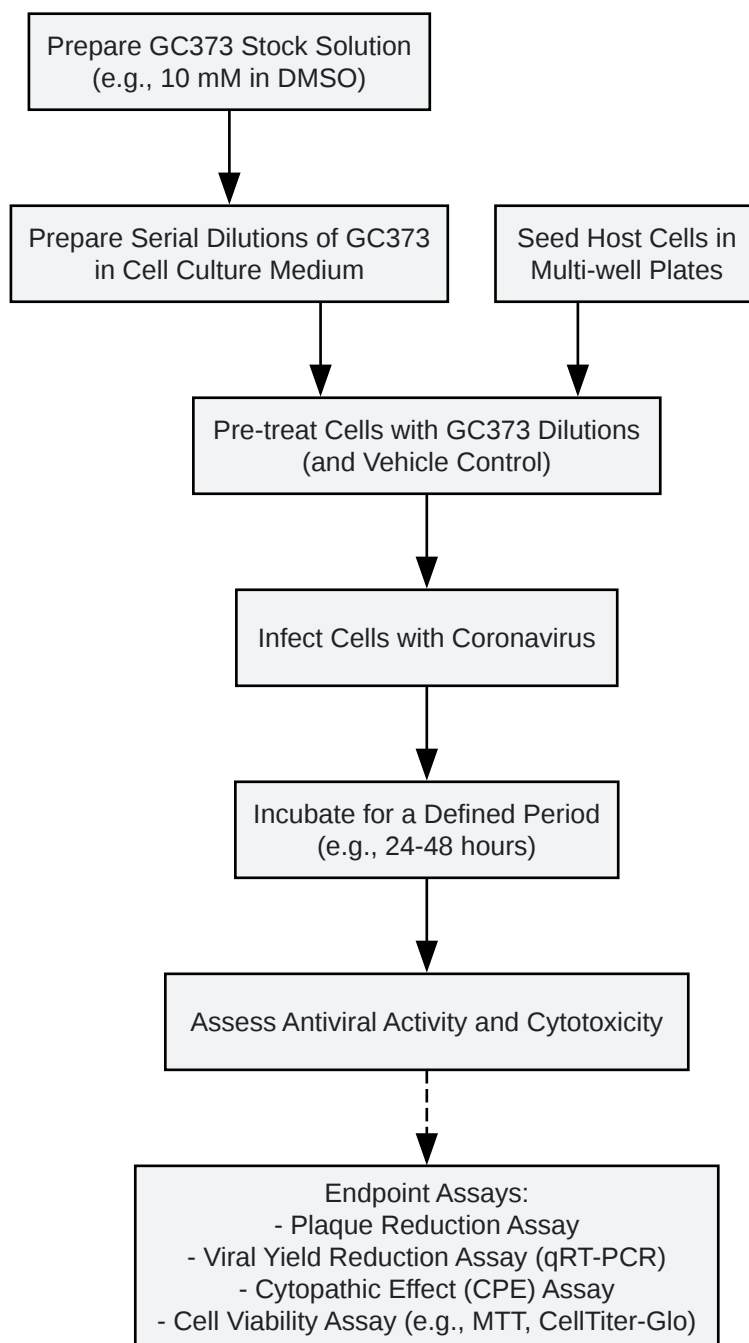 Prepare GC373 Stock Solution
(e.g., 10 mM in DMSO)
Prepare Serial Dilutions of GC373
in Cell Culture Medium
Seed Host Cells in
Multi-well Plates
Pre-treat Cells with GC373 Dilutions
(and Vehicle Control)
Infect Cells with Coronavirus
Incubate for a Defined Period
(e.g., 24-48 hours)
Assess Antiviral Activity and Cytotoxicity
Endpoint Assays:
- Plaque Reduction Assay
- Viral Yield Reduction Assay (qRT-PCR)
- Cytopathic Effect (CPE) Assay
- Cell Viability Assay (e.g., MTT, CellTiter-Glo)